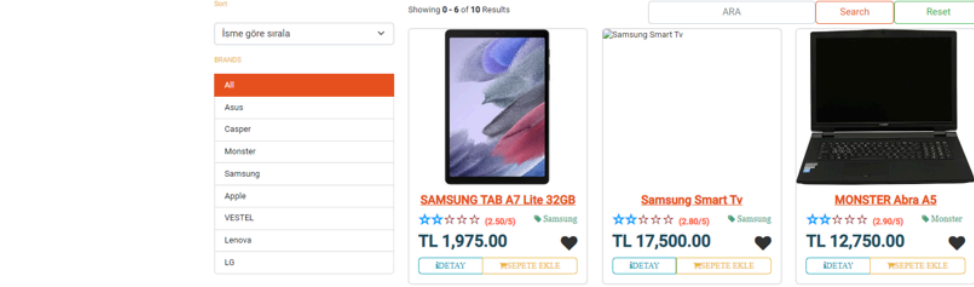 Sort
İsme göre sırala
BRANDS
All
Asus
Casper
Monster
Samsung
Apple
VESTEL
Lenova
LG
Showing 0 - 6 of 10 Results
ARA
Search
Reset
SAMSUNG TAB A7 Lite 32GB
(2.50/5)
Samsung
TL 1,975.00
DETAY
SEPETE EKLE
Samsung Smart Tv
Samsung Smart Tv
(2.80/5)
Samsung
TL 17,500.00
DETAY
SEPETE EKLE
MONSTER Abra A5
(2.90/5)
Monster
TL 12,750.00
DETAY
SEPETE EKLE